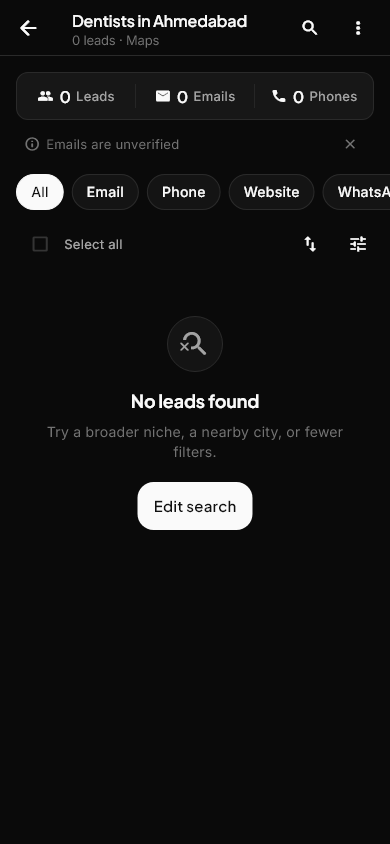 Dentists in Ahmedabad
0 leads · Maps
0 Leads
0 Emails
0 Phones
Emails are unverified
All
Email
Phone
Website
WhatsA
Select all
No leads found
Try a broader niche, a nearby city, or fewer
filters.
Edit search